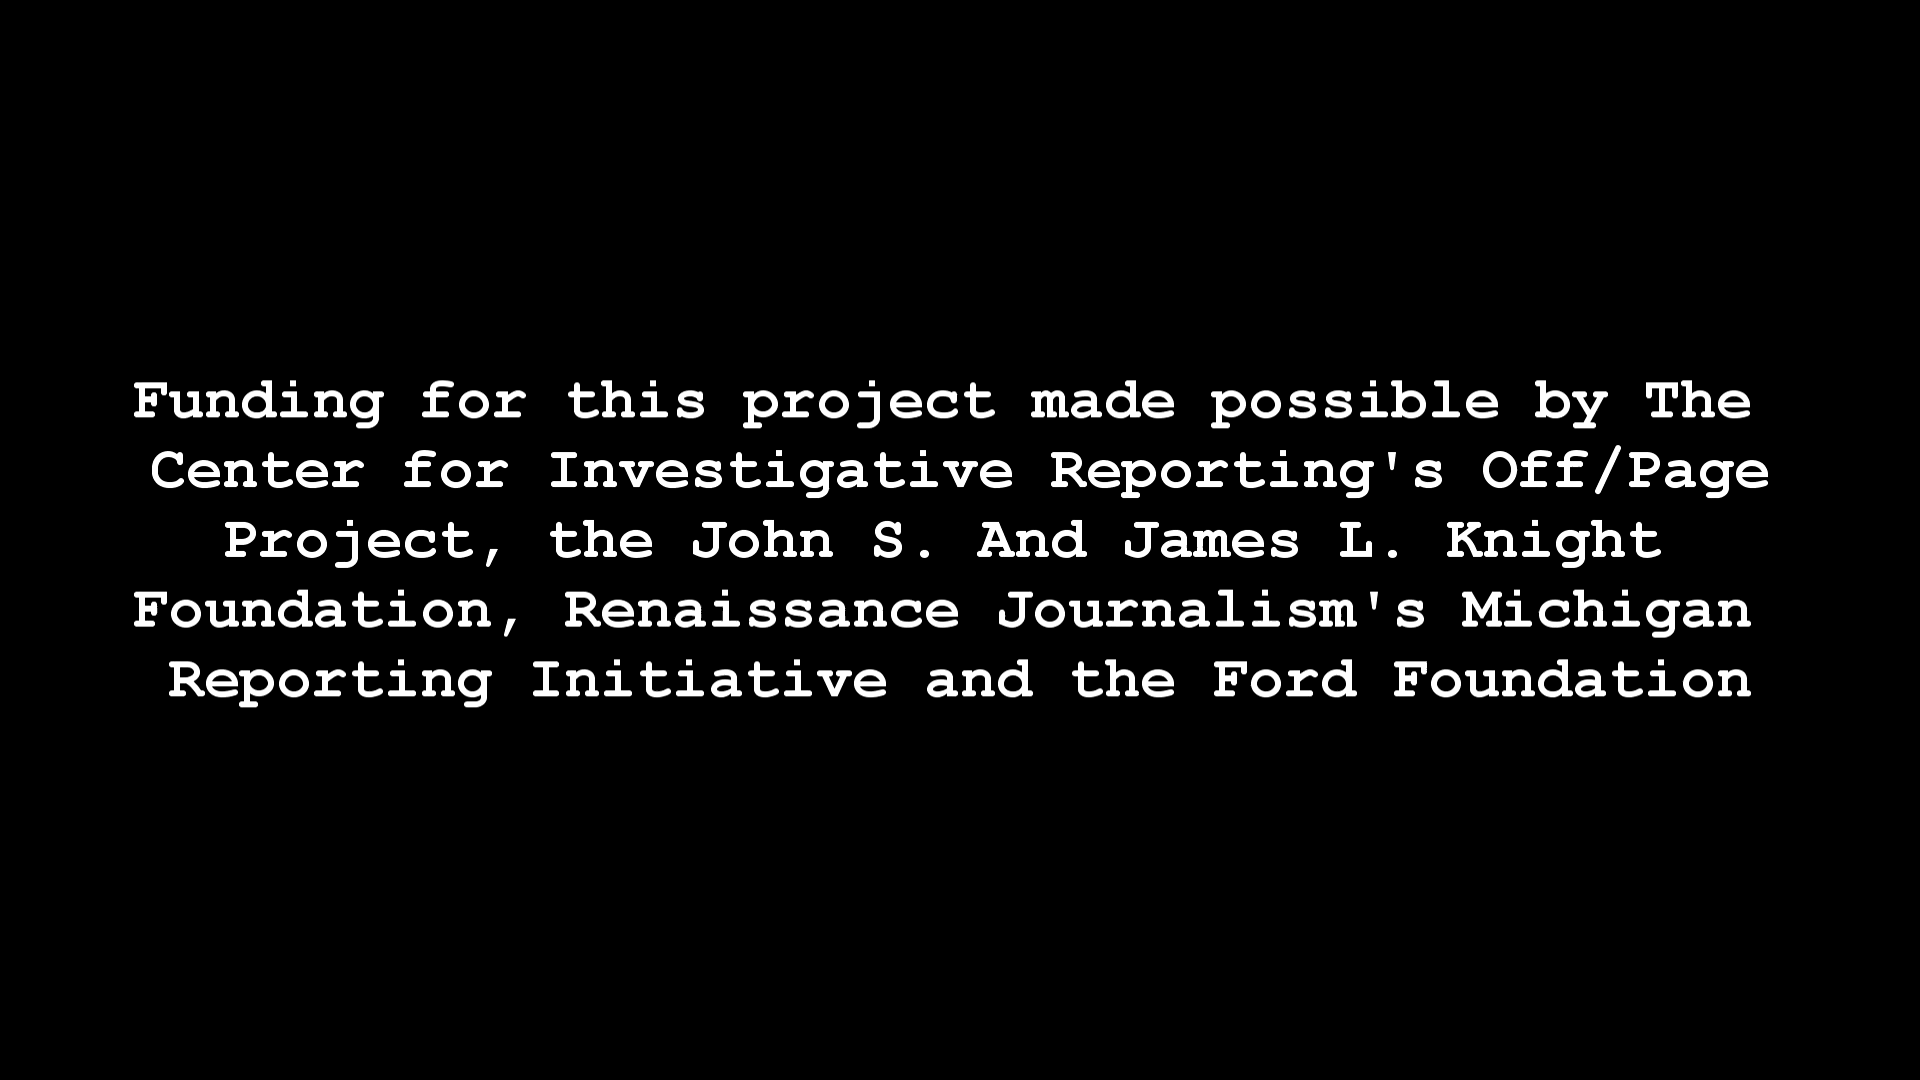 Funding for this project made possible by The
Center for Investigative Reporting's Off/Page
Project, the John S. And James L. Knight
Foundation, Renaissance Journalism's Michigan
Reporting Initiative and the Ford Foundation